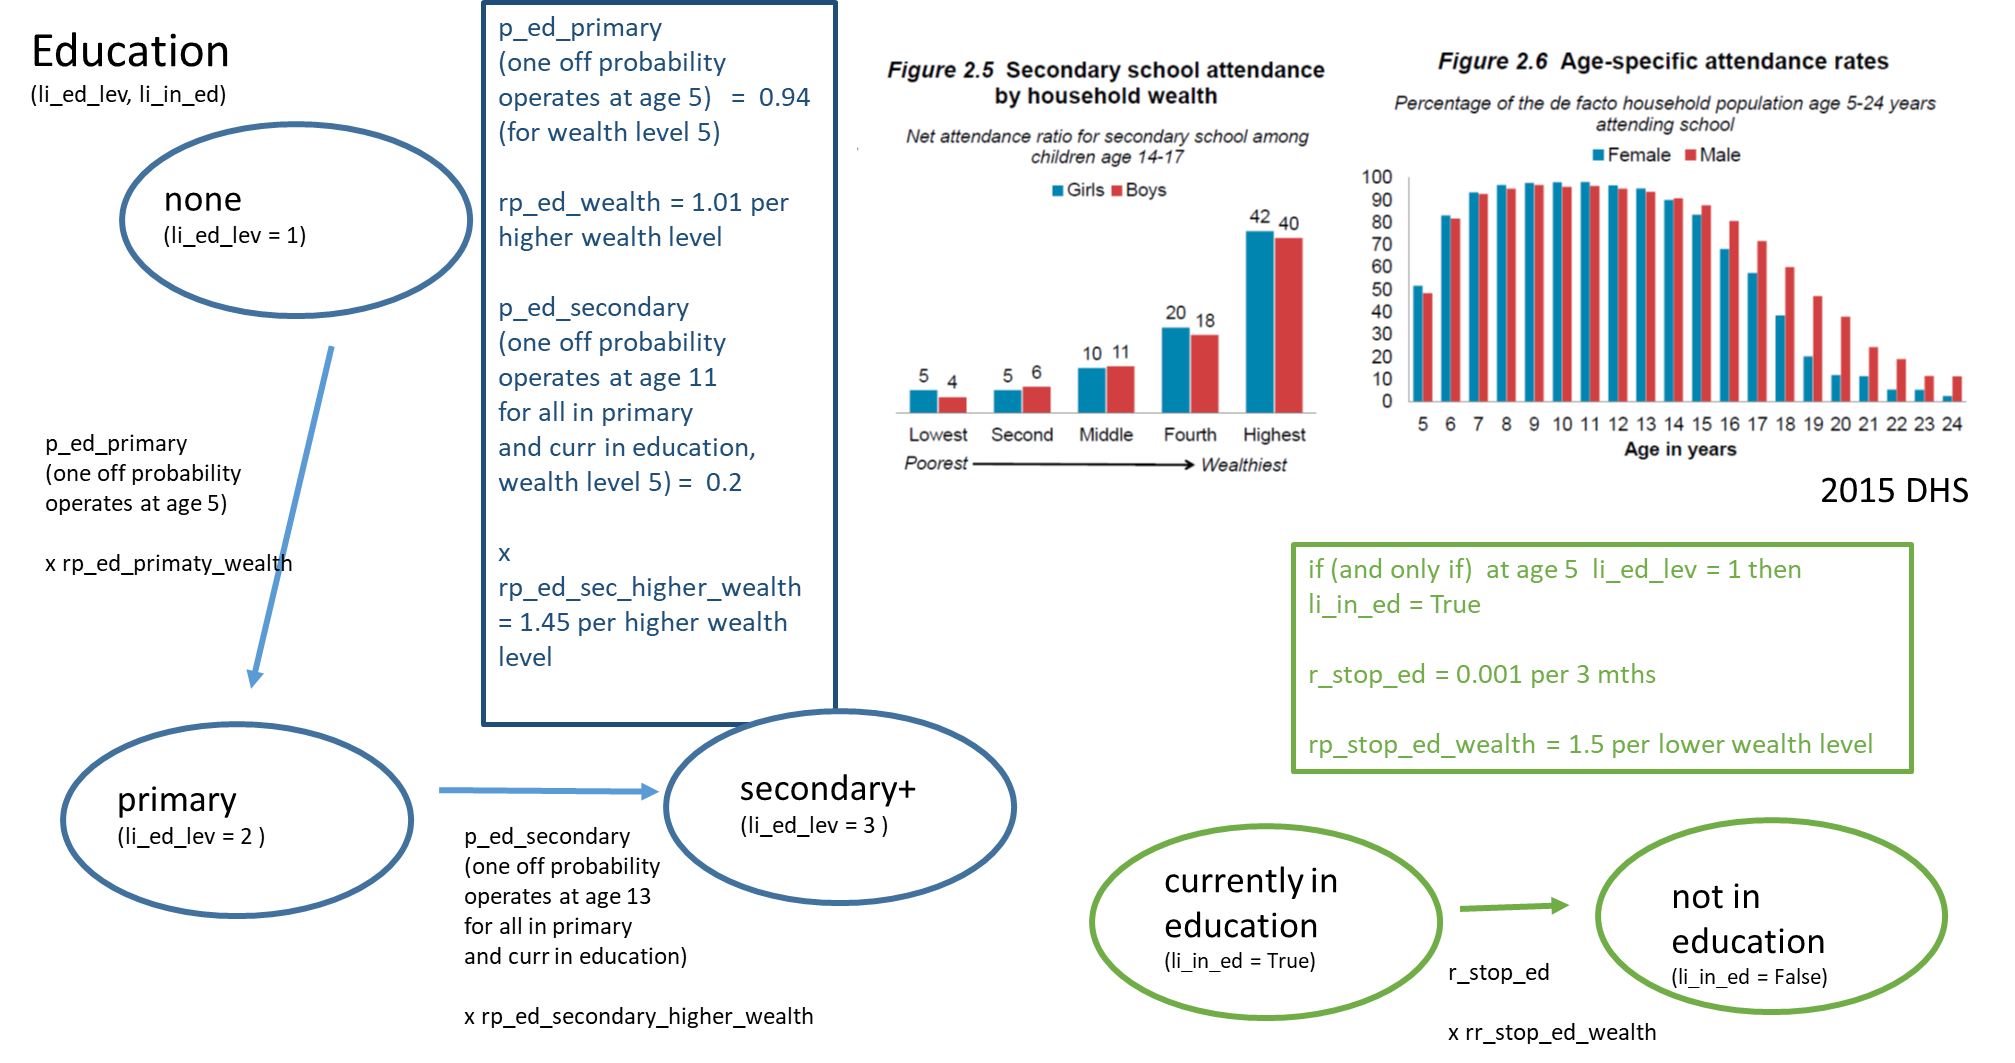 Education
(li_ed_lev, li_in_ed)
none
(li_ed_lev = 1)
p_ed_primary
(one off probability
operates at age 5)
x rp_ed_primaty_wealth
primary
(li_ed_lev = 2 )
p_ed_primary
(one off probability
operates at age 5)   =  0.94
(for wealth level 5)
rp_ed_wealth = 1.01 per
higher wealth level
p_ed_secondary
(one off probability
operates at age 11
for all in primary
and curr in education,
wealth level 5) =  0.2
x
rp_ed_sec_higher_wealth
= 1.45 per higher wealth
level
secondary+
(li_ed_lev = 3 )
p_ed_secondary
(one off probability
operates at age 13
for all in primary
and curr in education)
x rp_ed_secondary_higher_wealth
Figure 2.5  Secondary school attendance
by household wealth
Net attendance ratio for secondary school among
children age 14-17
Girls Boys
5 4 5 6 10 11 20 18 42 40
Lowest Second Middle Fourth Highest
Poorest Wealthiest
Figure 2.6  Age-specific attendance rates
Percentage of the de facto household population age 5-24 years
attending school
Female Male
100
90
80
70
60
50
40
30
20
10
0
5 6 7 8 9 10 11 12 13 14 15 16 17 18 19 20 21 22 23 24
Age in years
2015 DHS
if (and only if)  at age 5  li_ed_lev = 1 then
li_in_ed = True
r_stop_ed = 0.001 per 3 mths
rp_stop_ed_wealth = 1.5 per lower wealth level
currently in
education
(li_in_ed = True)
r_stop_ed
x rr_stop_ed_wealth
not in
education
(li_in_ed = False)